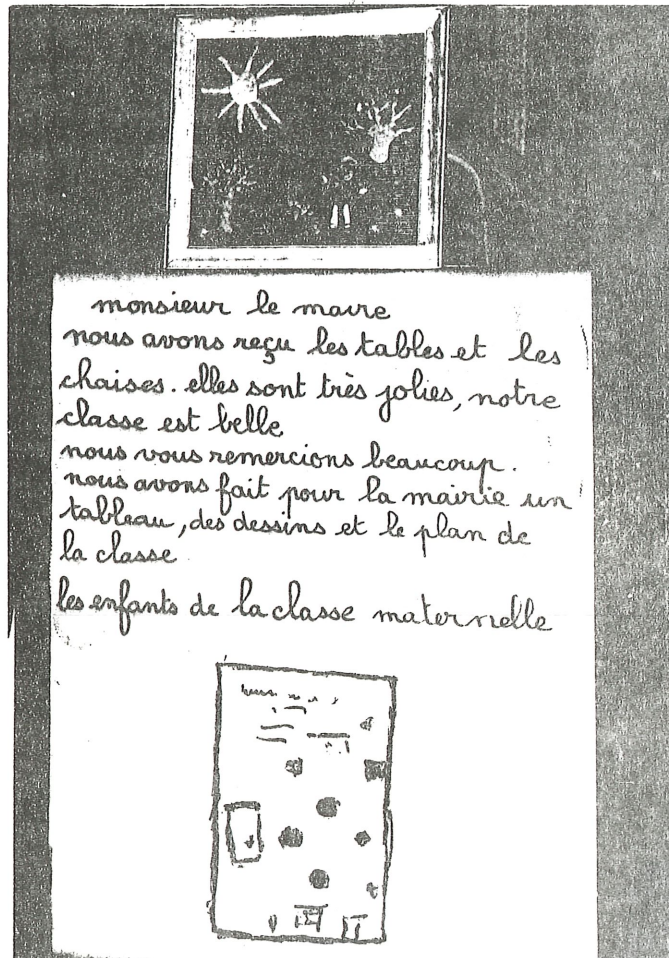 monsieur le maire
nous avons reçu les tables et les
chaises. elles sont très jolies, notre
classe est belle
nous vous remercions beaucoup.
nous avons fait pour la mairie un
tableau, des dessins et le plan de
la classe
les enfants de la classe maternelle